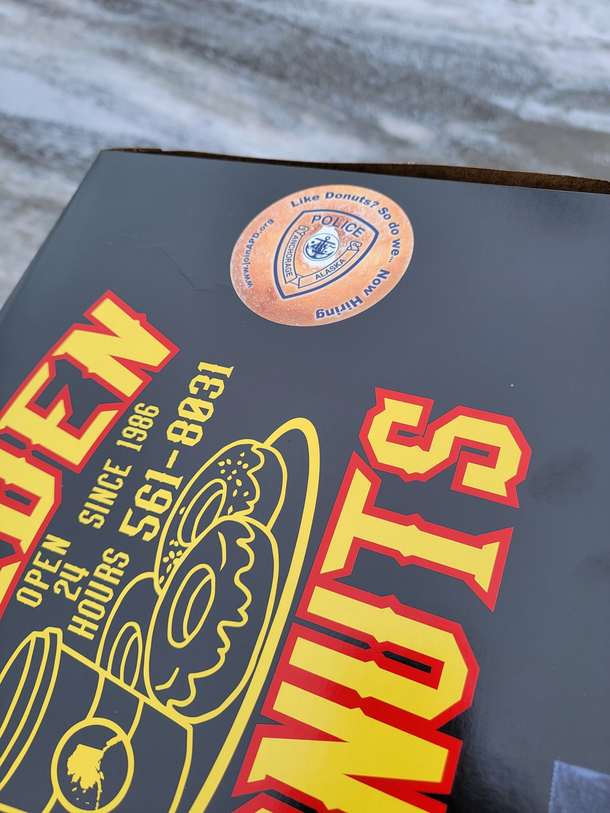 Like Donuts? So do we... Now Hiring
www.joinAPD.org
POLICE
ANCHORAGE
ALASKA
DEN
OPEN SINCE 1986
24
HOURS 561-8031
NUTS